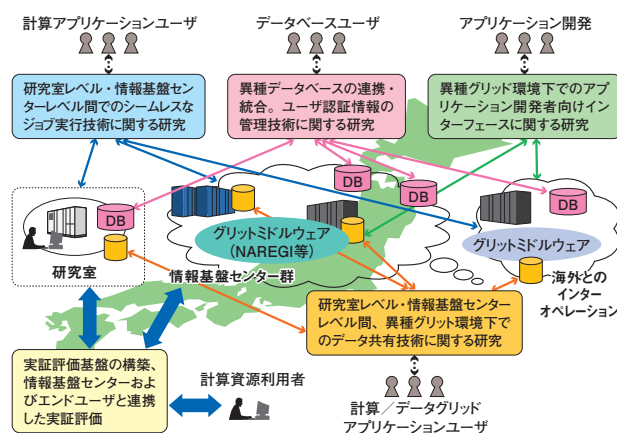 計算アプリケーションユーザ
データベースユーザ
アプリケーション開発
研究室レベル・情報基盤セン
ターレベル間でのシームレスな
ジョブ実行技術に関する研究
異種データベースの連携・
統合。ユーザ認証情報の
管理技術に関する研究
異種グリッド環境下でのアプ
リケーション開発者向けイン
ターフェースに関する研究
DB
DB
DB
DB
グリットミドルウェア
(NAREGI等)
グリットミドルウェア
研究室
情報基盤センター群
海外との
インター
オペレーション
研究室レベル・情報基盤センター
レベル間、異種グリット環境下で
のデータ共有技術に関する研究
実証評価基盤の構築、
情報基盤センターおよ
びエンドユーザと連携
した実証評価
計算資源利用者
計算／データグリッド
アプリケーションユーザ